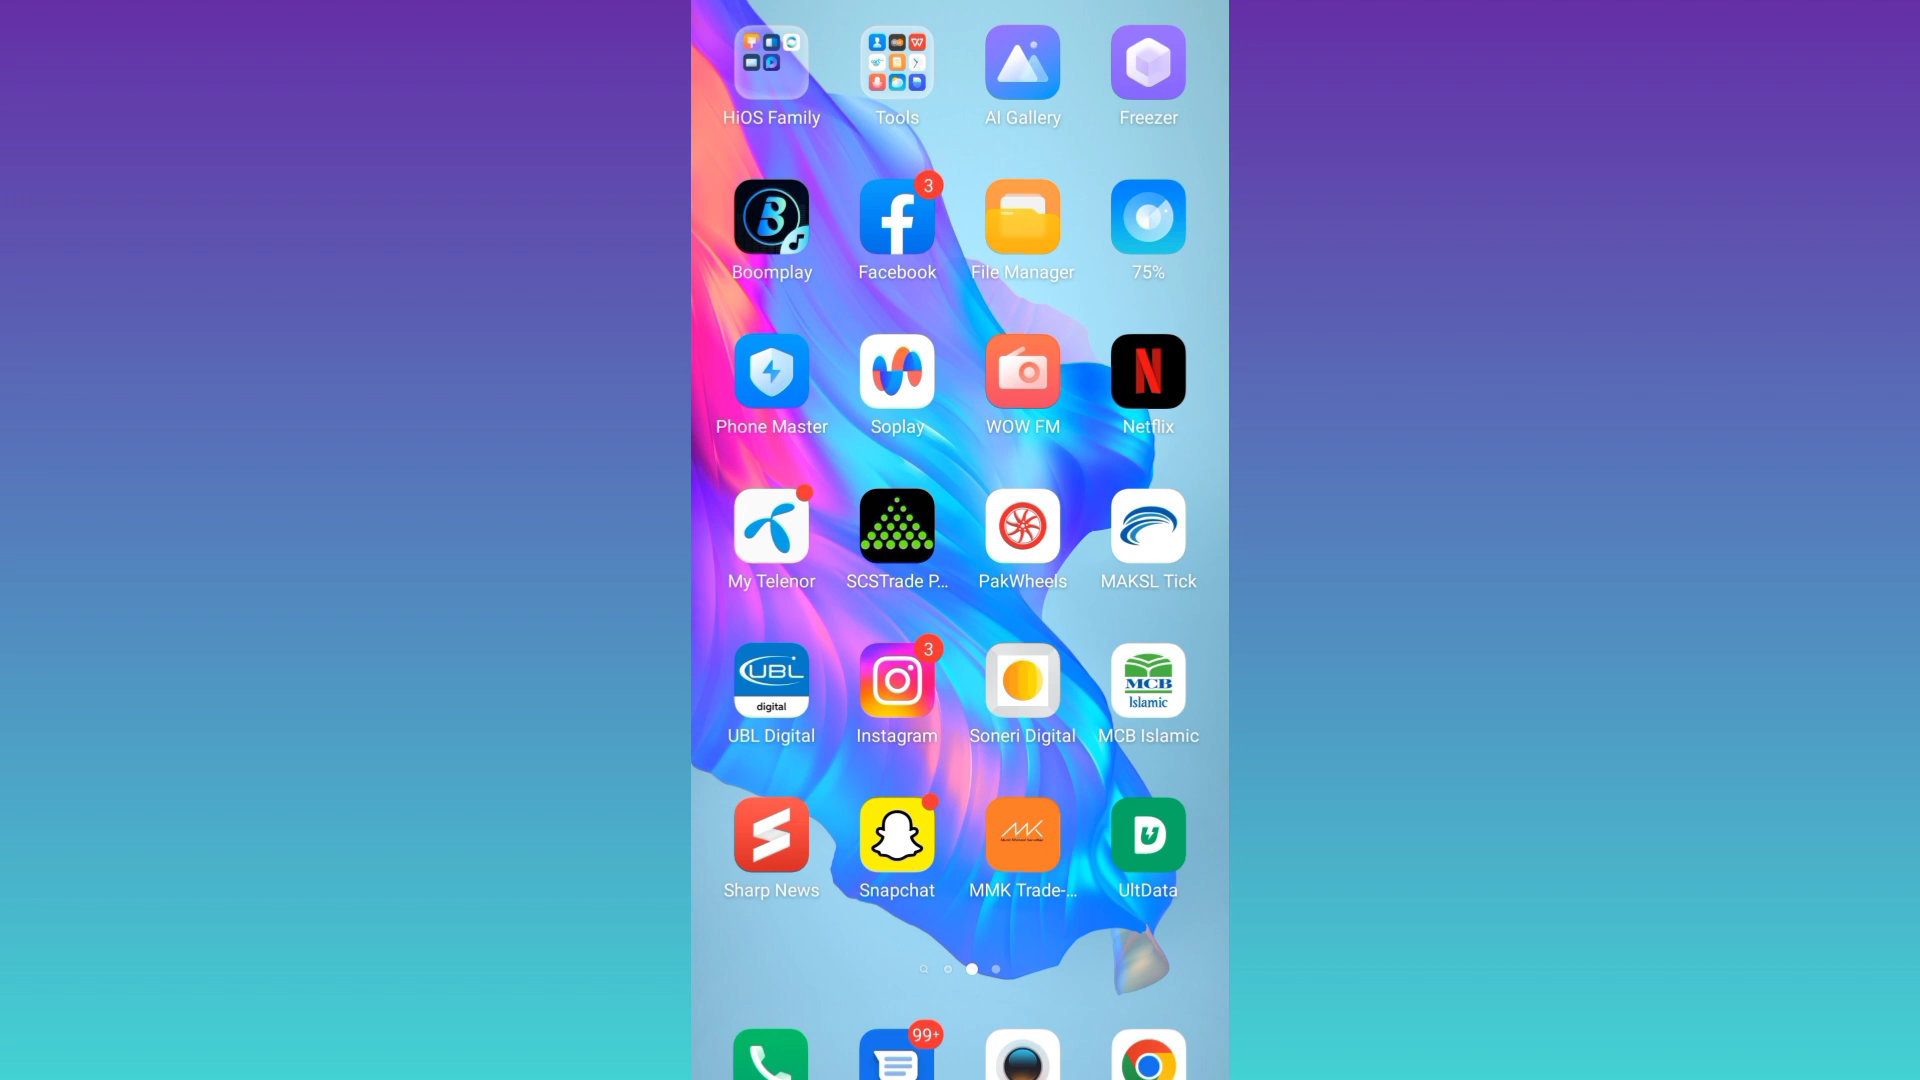 HiOS Family
Tools
AI Gallery
Freezer
3
Boomplay
Facebook
File Manager
75%
Phone Master
Soplay
WOW FM
N
Netflix
My Telenor
SCSTrade P...
PakWheels
MAKSL Tick
UBL
digital
3
MCB
Islamic
UBL Digital
Instagram
Soneri Digital
MCB Islamic
MMK
Sharp News
Snapchat
MMK Trade-...
UltData
99+